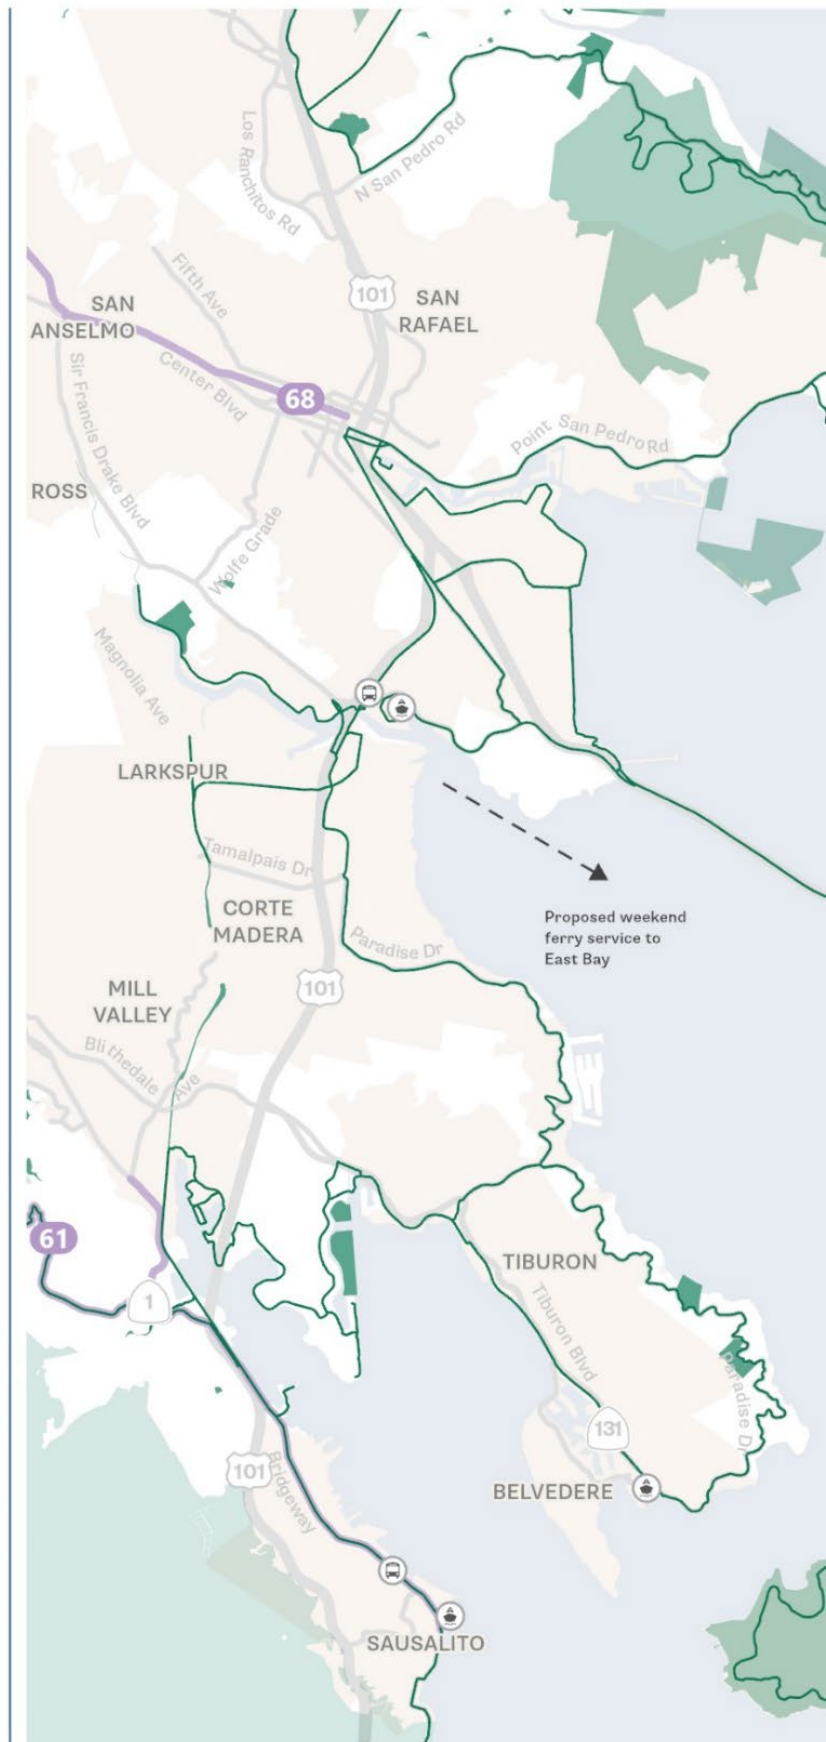 Los Ranchitos Rd
N San Pedro Rd
Fifth Ave
101
SAN
RAFAEL
SAN
ANSELMO
Center Blvd
68
Sir Francis Drake Blvd
Point San Pedro Rd
ROSS
Wolfe Grade
Magnolia Ave
LARKSPUR
Tamalpais Dr
CORTE
MADERA
Proposed weekend
ferry service to
East Bay
Paradise Dr
MILL
VALLEY
101
Blithedale Ave
61
1
TIBURON
Tiburon Blvd
Paradise Dr
131
101
Bridgeway
BELVEDERE
SAUSALITO